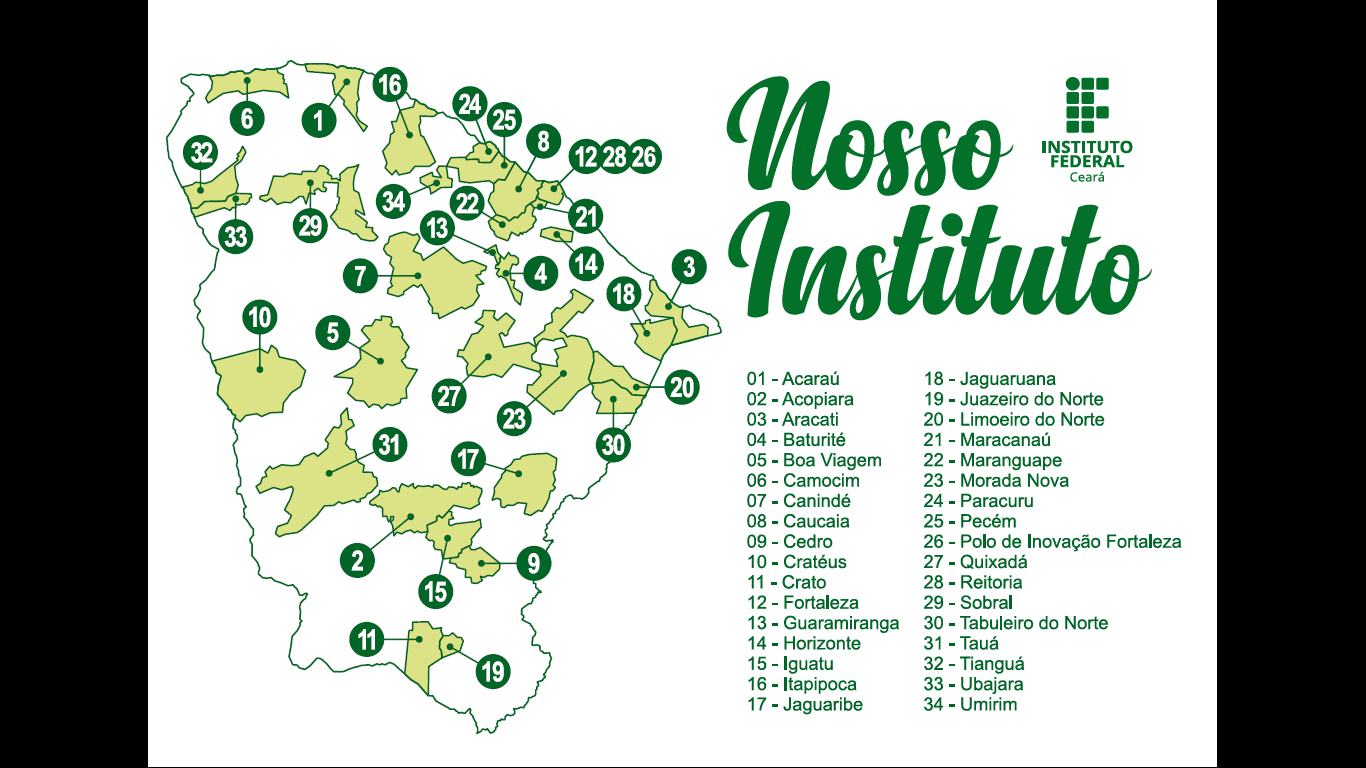 16
24
25
6
1
8
32
12 28 26
34
22
21
29
13
33
14
3
7
4
18
10
5
20
27
23
30
31
17
2
9
15
11
19
Nosso
Instituto
INSTITUTO
FEDERAL
Ceará
01 - Acaraú
02 - Acopiara
03 - Aracati
04 - Baturité
05 - Boa Viagem
06 - Camocim
07 - Canindé
08 - Caucaia
09 - Cedro
10 - Cratéus
11 - Crato
12 - Fortaleza
13 - Guaramiranga
14 - Horizonte
15 - Iguatu
16 - Itapipoca
17 - Jaguaribe
18 - Jaguaruana
19 - Juazeiro do Norte
20 - Limoeiro do Norte
21 - Maracanaú
22 - Maranguape
23 - Morada Nova
24 - Paracuru
25 - Pecém
26 - Polo de Inovação Fortaleza
27 - Quixadá
28 - Reitoria
29 - Sobral
30 - Tabuleiro do Norte
31 - Tauá
32 - Tianguá
33 - Ubajara
34 - Umirim